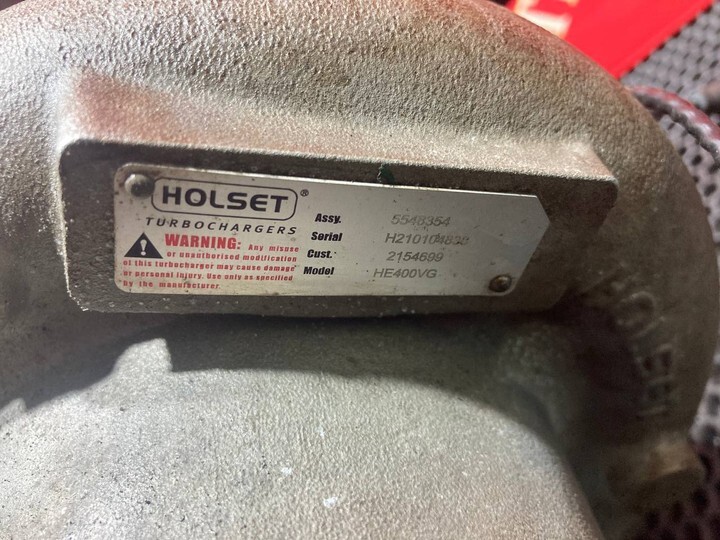 HOLSET®
TURBOCHARGERS
WARNING: Any misuse
or unauthorised modification
of this turbocharger may cause damage
or personal injury. Use only as specified
by the manufacturer.
Assy. 5548354
Serial
Cust. 2154699
Model HE400VG